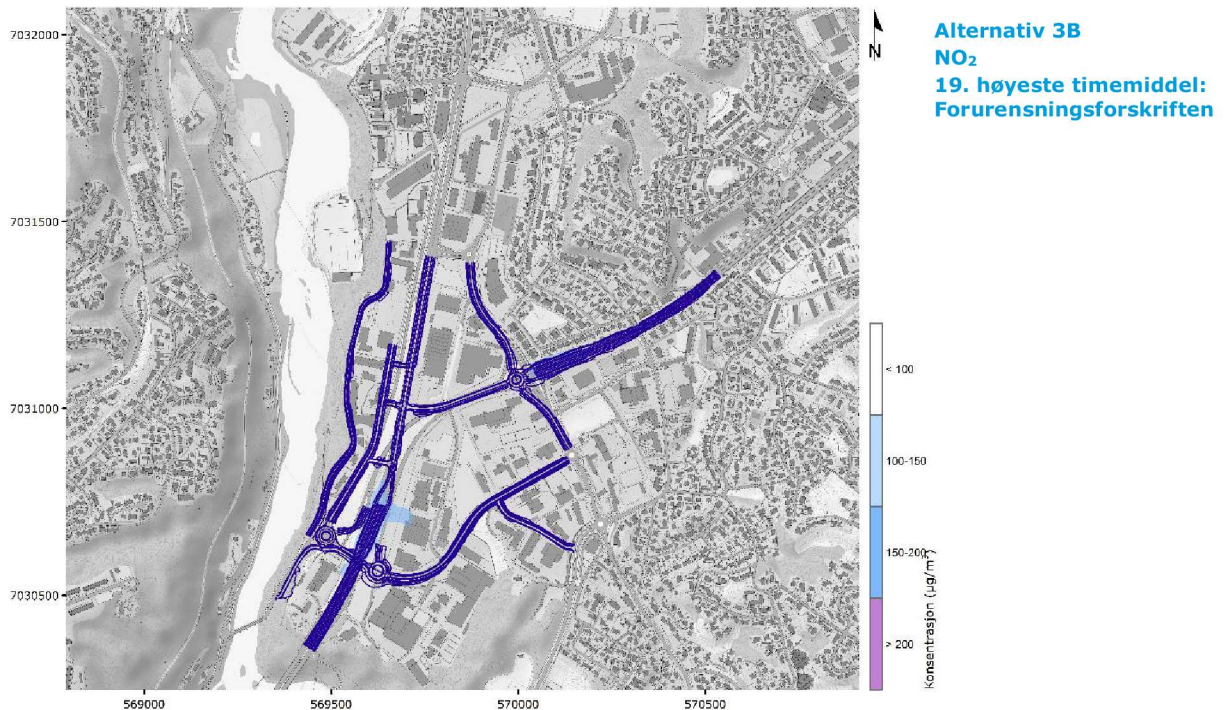 Alternativ 3B
NO₂
19. høyeste timemiddel:
Forurensningsforskriften
N
7032000
7031500
7031000
7030500
569000
569500
570000
570500
< 100
100-150
150-200
> 200
Konsentrasjon (µg/m³)